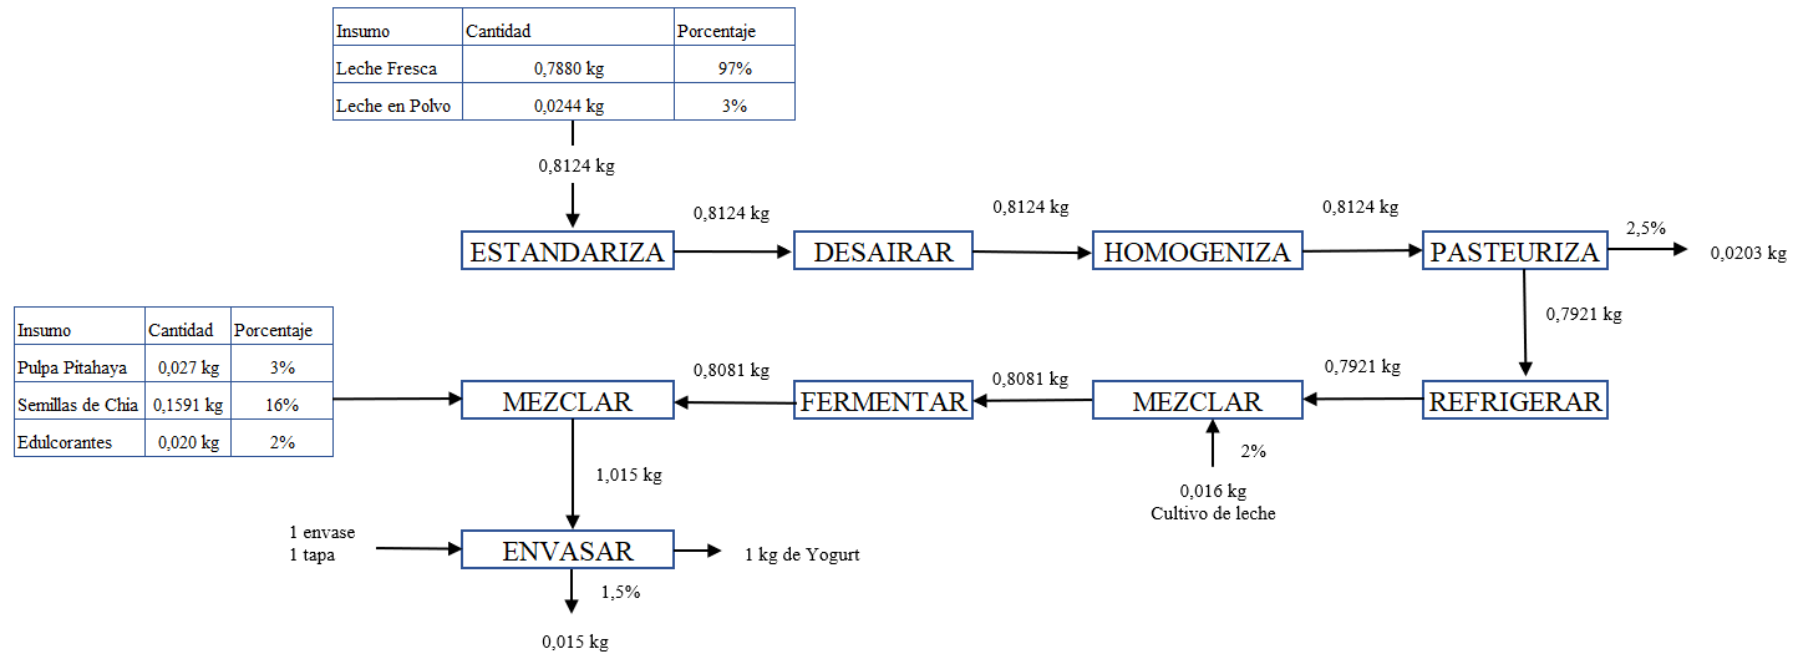 Insumo Cantidad Porcentaje
Leche Fresca 0,7880 kg 97%
Leche en Polvo 0,0244 kg 3%
0,8124 kg
0,8124 kg
0,8124 kg
0,8124 kg
2,5%
ESTANDARIZA DESAIRAR HOMOGENIZA PASTEURIZA
0,0203 kg
0,7921 kg
Insumo Cantidad Porcentaje
Pulpa Pitahaya 0,027 kg 3%
Semillas de Chia 0,1591 kg 16%
Edulcorantes 0,020 kg 2%
0,8081 kg
0,8081 kg
0,7921 kg
MEZCLAR FERMENTAR MEZCLAR REFRIGERAR
2%
0,016 kg
Cultivo de leche
1,015 kg
1 envase
1 tapa
ENVASAR
1 kg de Yogurt
1,5%
0,015 kg